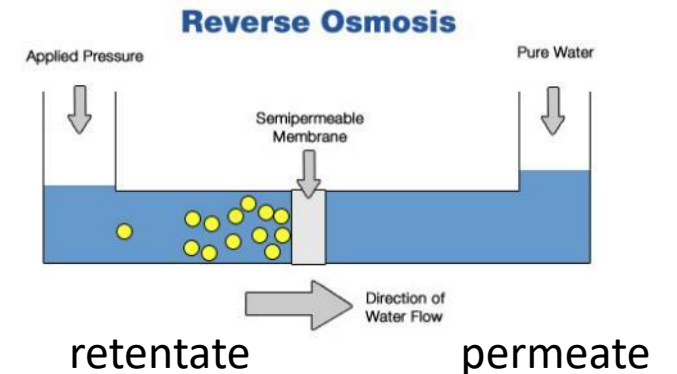 Reverse Osmosis
Applied Pressure
Pure Water
Semipermeable
Membrane
Direction of
Water Flow
retentate
permeate